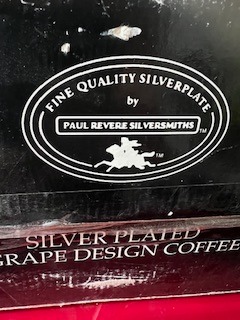 FINE QUALITY SILVERPLATE
by
PAUL REVERE SILVERSMITHS TM
TM
SILVER PLATED
GRAPE DESIGN COFFEE